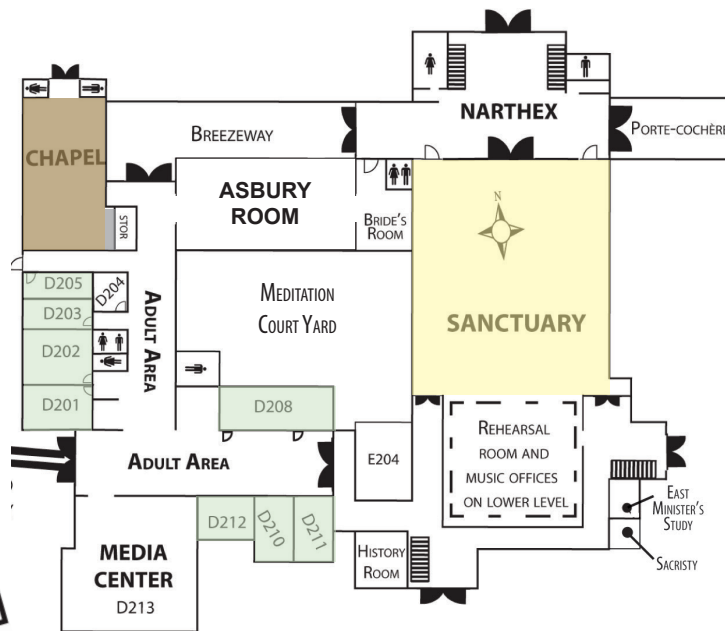 NARTHEX
PORTE-COCHÈRE
BREEZEWAY
CHAPEL
ASBURY
ROOM
BRIDE'S
ROOM
STOR
N
SANCTUARY
MEDITATION
COURT YARD
D205
D204
D203
D202
D201
ADULT AREA
D208
ADULT AREA
E204
REHEARSAL
ROOM AND
MUSIC OFFICES
ON LOWER LEVEL
EAST
MINISTER'S
STUDY
SACRISTY
D212
D210
D211
HISTORY
ROOM
MEDIA
CENTER
D213